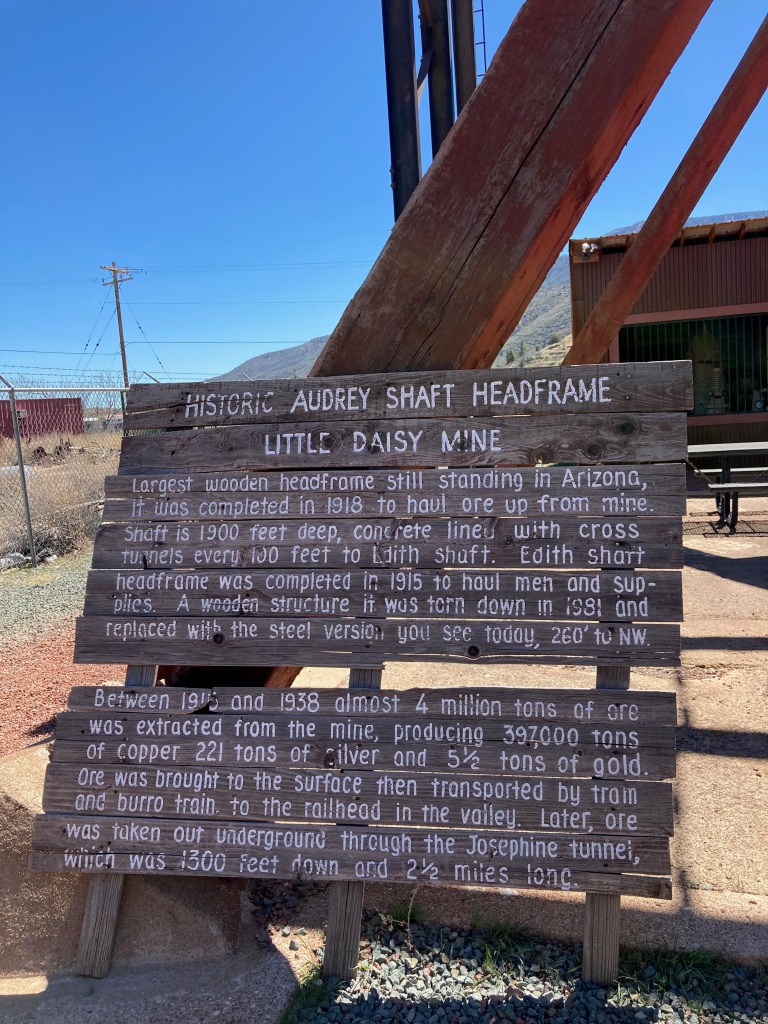 HISTORIC AUDREY SHAFT HEADFRAME
LITTLE DAISY MINE
Largest wooden headframe still standing in Arizona,
it was completed in 1918 to haul ore up from mine.
Shaft is 1900 feet deep, concrete lined with cross
tunnels every 100 feet to Edith shaft. Edith shaft
headframe was completed in 1915 to haul men and sup-
plies. A wooden structure it was torn down in 1981 and
replaced with the steel version you see today, 260' to NW.
Between 1915 and 1938 almost 4 million tons of ore
was extracted from the mine, producing 397,000 tons
of copper 221 tons of silver and 5½ tons of gold.
Ore was brought to the surface then transported by train
and burro train, to the railhead in the valley. Later, ore
was taken out underground through the Josephine tunnel,
which was 1300 feet down and 2½ miles long.